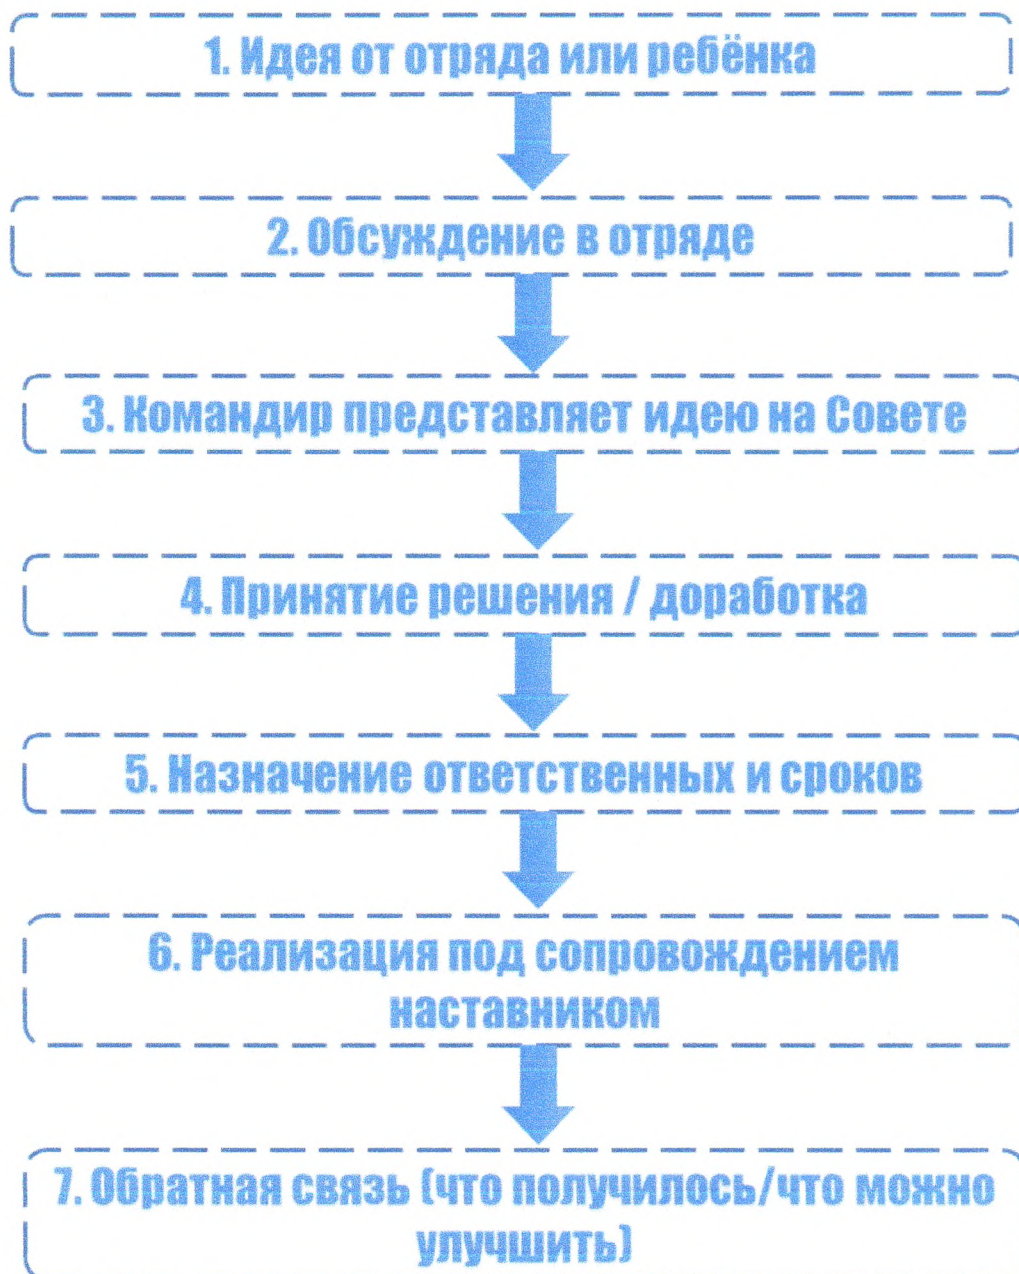 1. Идея от отряда или ребёнка
2. Обсуждение в отряде
3. Командир представляет идею на Совете
4. Принятие решения / доработка
5. Назначение ответственных и сроков
6. Реализация под сопровождением
наставником
7. Обратная связь (что получилось/что можно
улучшить)